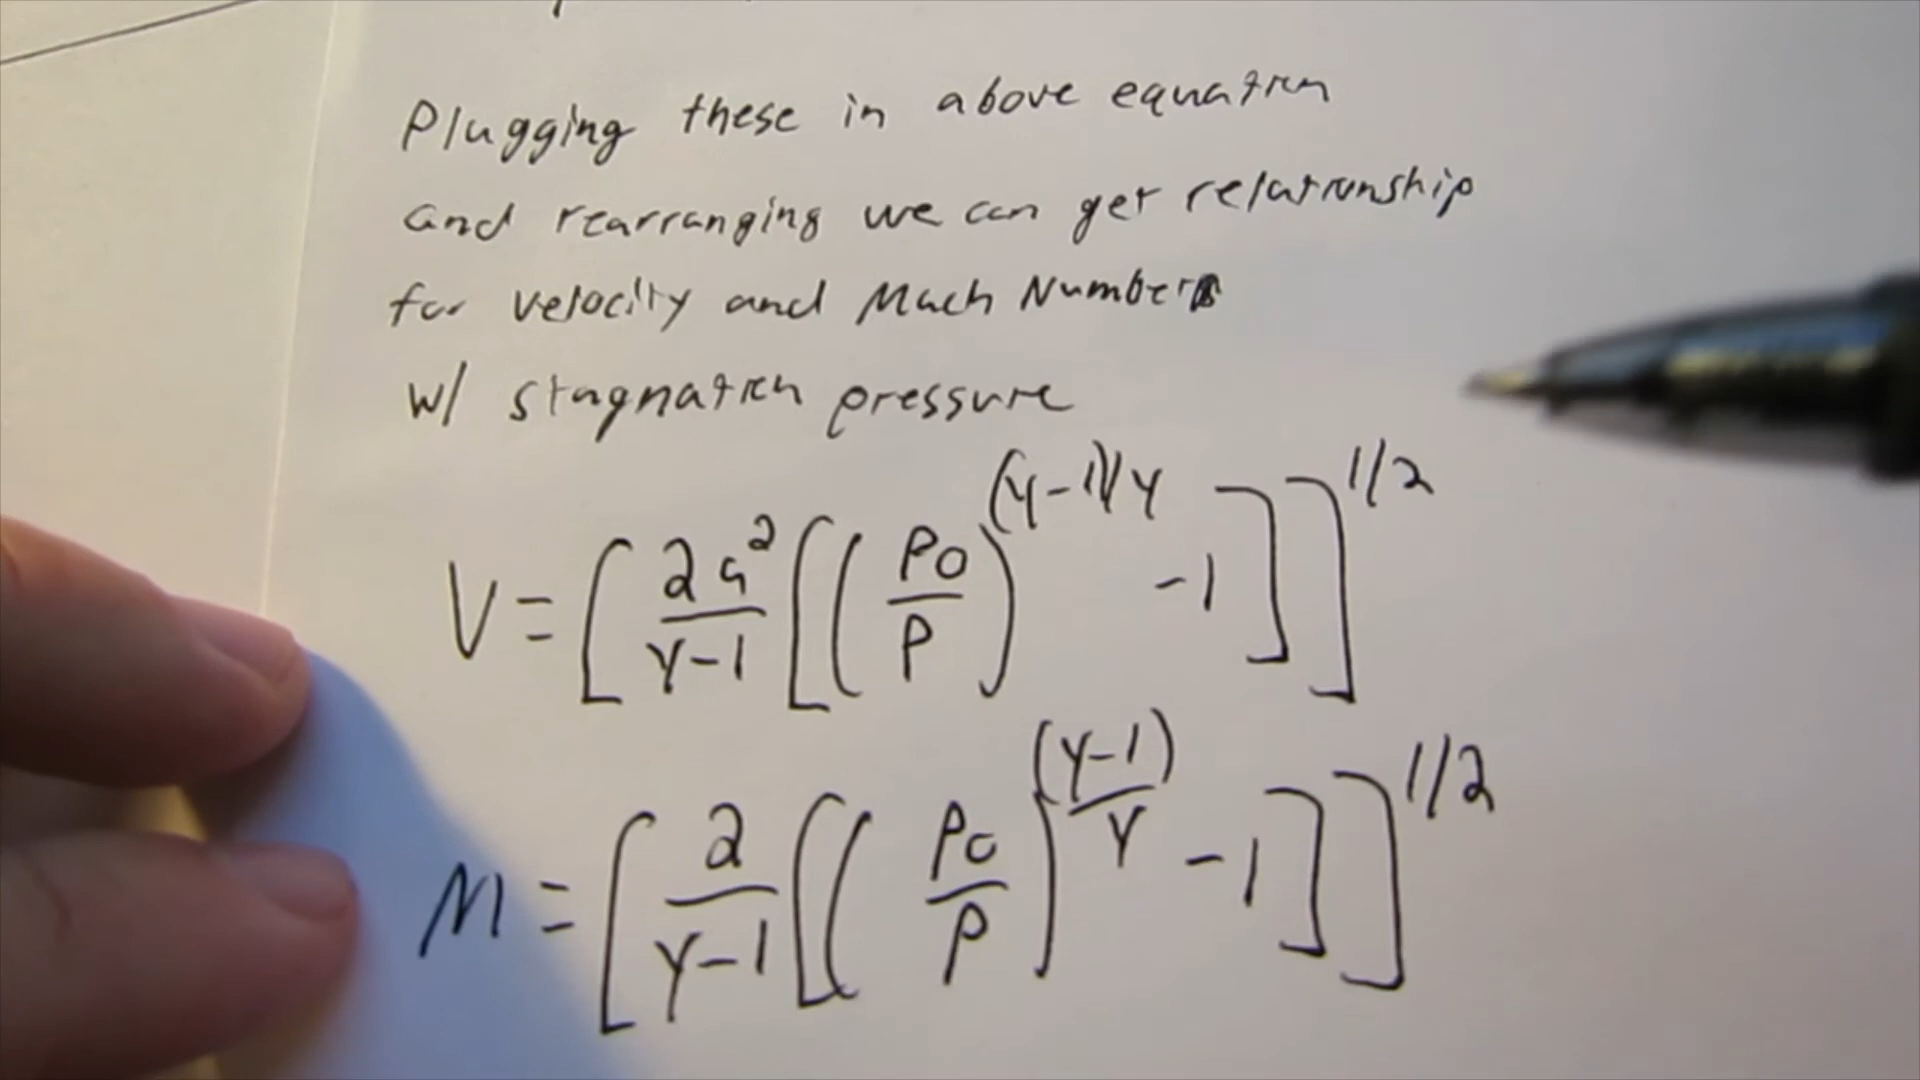 Plugging these in above equation
and rearranging we can get relationship
for velocity and Mach Number
w/ stagnation pressure
V = [ 2a² / γ-1 [ ( P0 / P )^(γ-1)/γ -1 ] ]^1/2
M = [ 2 / γ-1 [ ( P0 / P )^(γ-1)/γ -1 ] ]^1/2